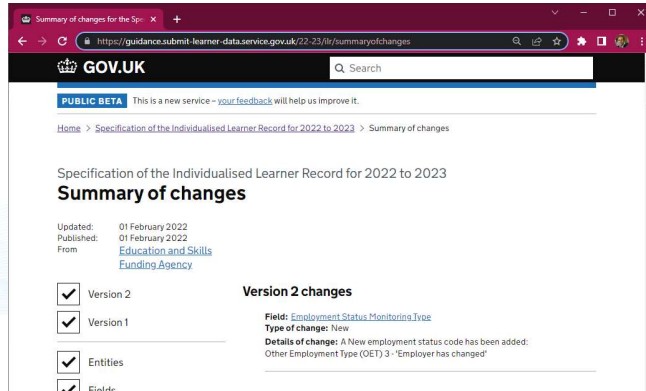 Summary of changes for the Spe
https://guidance.submit-learner-data.service.gov.uk/22-23/ilr/summaryofchanges
GOV.UK
Search
PUBLIC BETA This is a new service – your feedback will help us improve it.
Home > Specification of the Individualised Learner Record for 2022 to 2023 > Summary of changes
Specification of the Individualised Learner Record for 2022 to 2023
Summary of changes
Updated: 01 February 2022
Published: 01 February 2022
From Education and Skills
Funding Agency
Version 2
Version 1
Entities
Fields
Version 2 changes
Field: Employment Status Monitoring Type
Type of change: New
Details of change: A New employment status code has been added:
Other Employment Type (OET) 3 - 'Employer has changed'